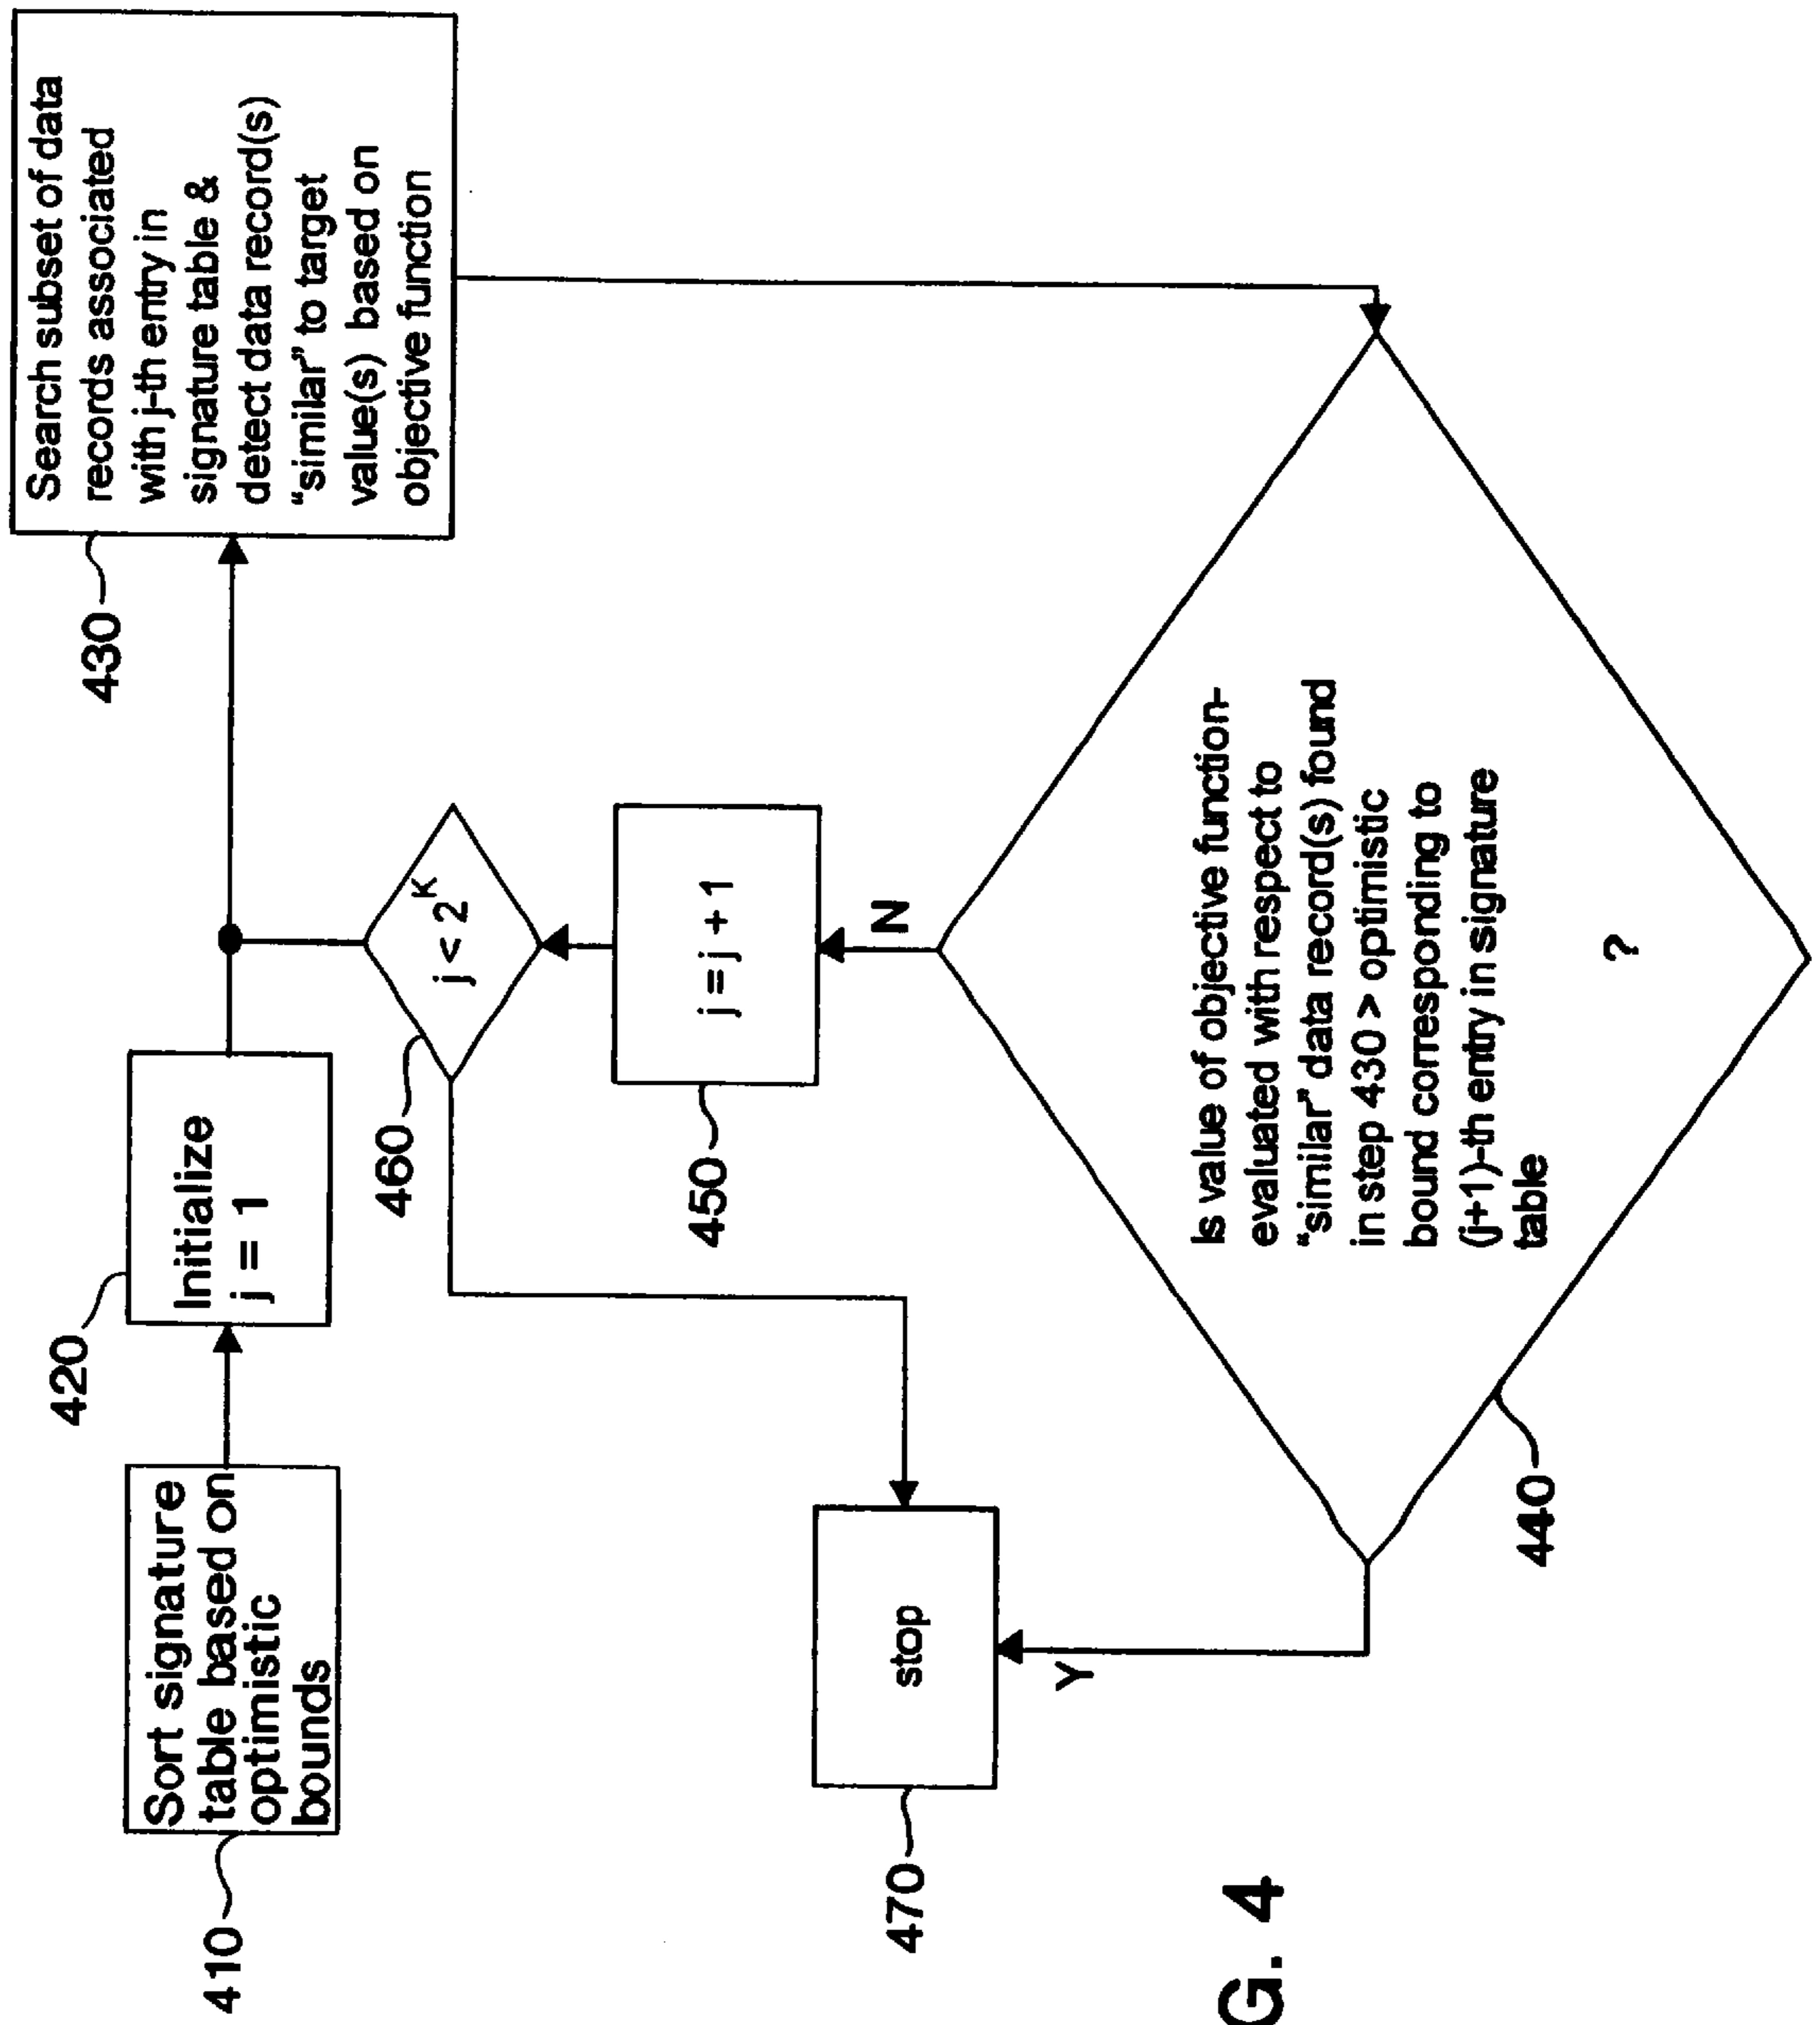 410
Sort signature
table based on
optimistic
bounds
420
Initialize
j = 1
430
Search subset of data
records associated
with j-th entry in
signature table &
detect data record(s)
“similar” to target
value(s) based on
objective function
460
j < 2^K
450
j = j + 1
N
440
Is value of objective function-
evaluated with respect to
“similar” data record(s) found
in step 430 > optimistic
bound corresponding to
(j+1)-th entry in signature
table
?
Y
470
stop
G. 4